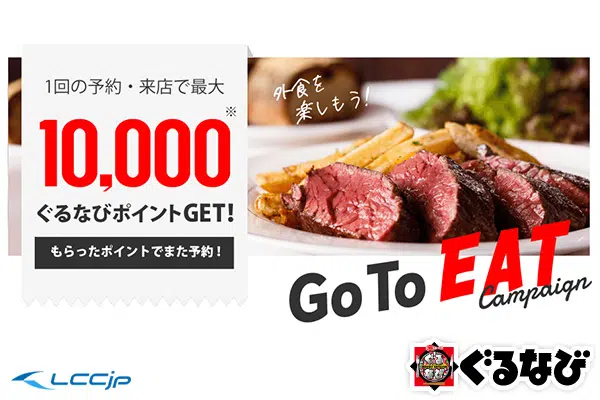 1回の予約・来店で最大
10,000※
ぐるなびポイントGET!
もらったポイントでまた予約!
外食を
楽しもう!
Go To EAT
Campaign
LCCjp
ぐるなび